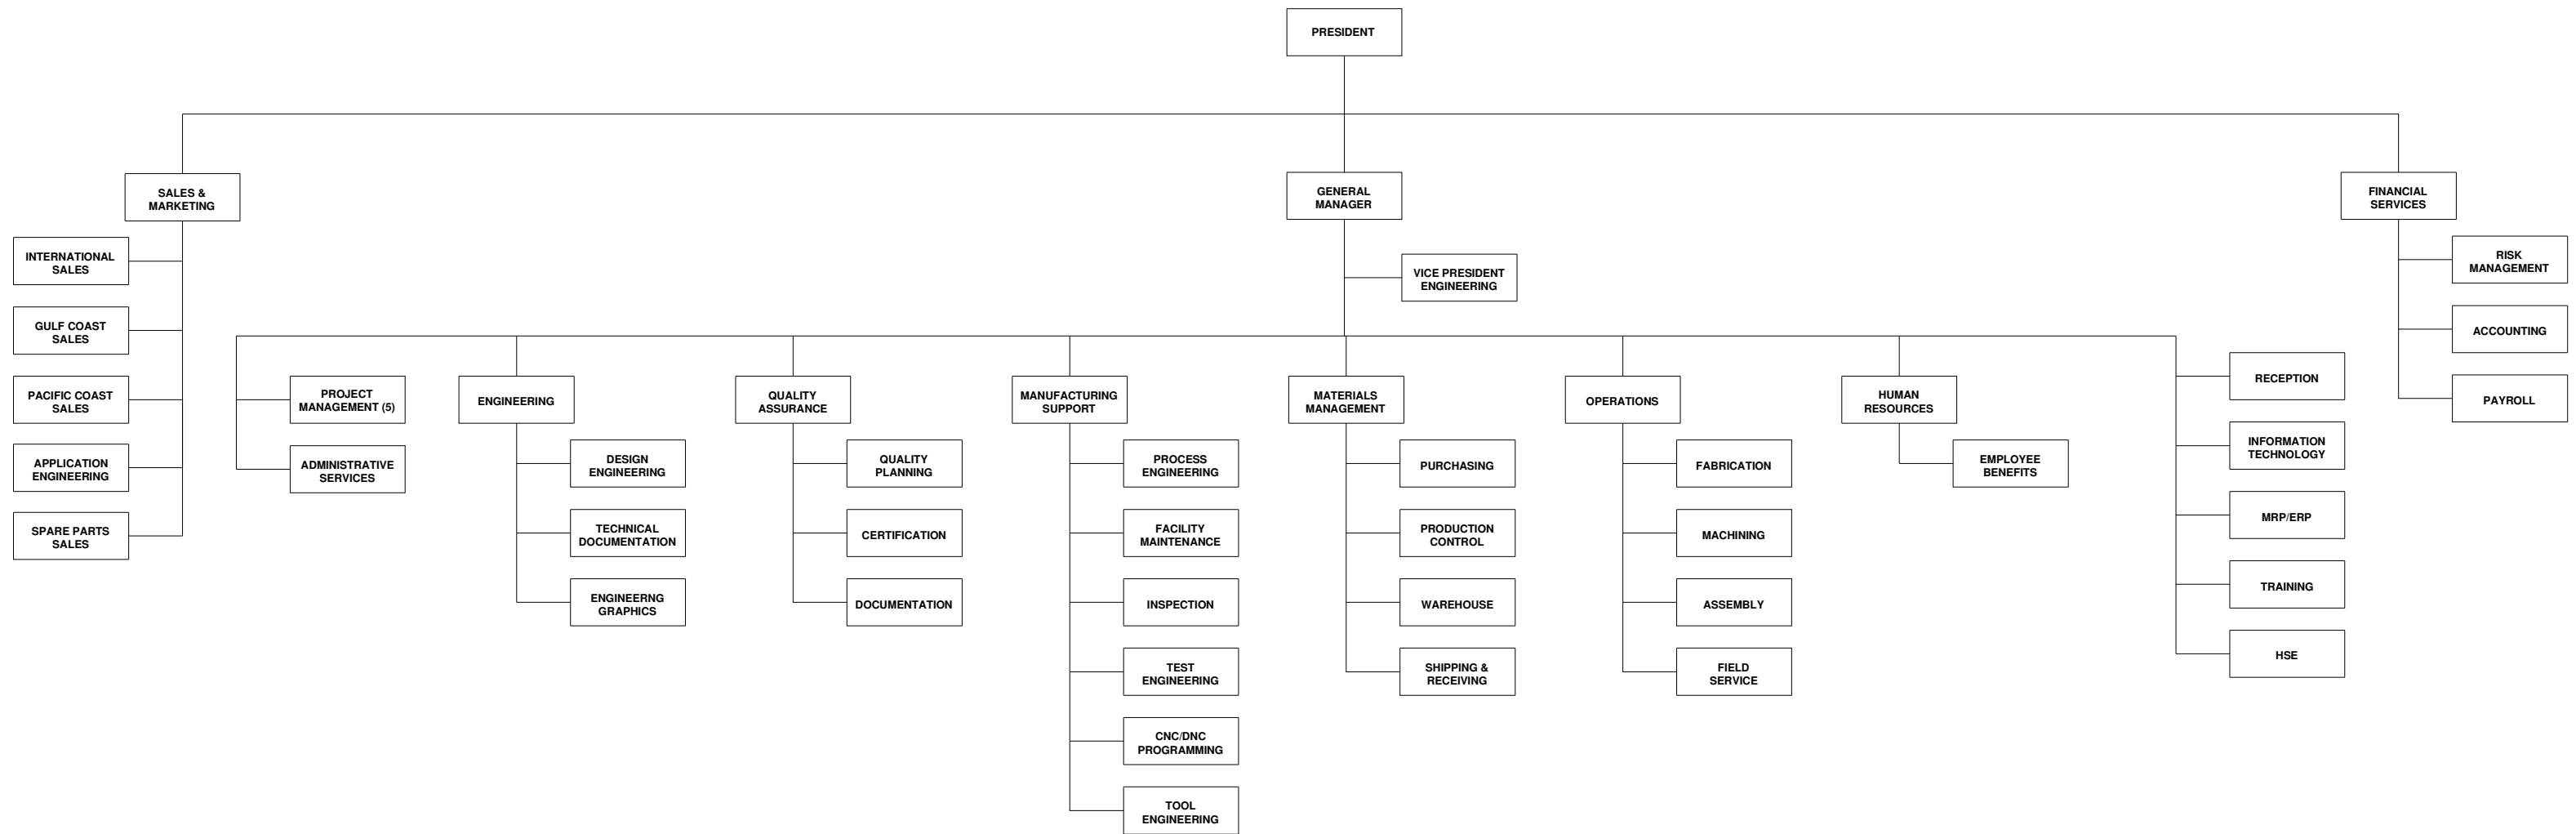 PRESIDENT
SALES &
MARKETING
GENERAL
MANAGER
FINANCIAL
SERVICES
INTERNATIONAL
SALES
GULF COAST
SALES
PACIFIC COAST
SALES
APPLICATION
ENGINEERING
SPARE PARTS
SALES
VICE PRESIDENT
ENGINEERING
RISK
MANAGEMENT
ACCOUNTING
PAYROLL
PROJECT
MANAGEMENT (5)
ADMINISTRATIVE
SERVICES
ENGINEERING
DESIGN
ENGINEERING
TECHNICAL
DOCUMENTATION
ENGINEERNG
GRAPHICS
QUALITY
ASSURANCE
QUALITY
PLANNING
CERTIFICATION
DOCUMENTATION
MANUFACTURING
SUPPORT
PROCESS
ENGINEERING
FACILITY
MAINTENANCE
INSPECTION
TEST
ENGINEERING
CNC/DNC
PROGRAMMING
TOOL
ENGINEERING
MATERIALS
MANAGEMENT
PURCHASING
PRODUCTION
CONTROL
WAREHOUSE
SHIPPING &
RECEIVING
OPERATIONS
FABRICATION
MACHINING
ASSEMBLY
FIELD
SERVICE
HUMAN
RESOURCES
EMPLOYEE
BENEFITS
RECEPTION
INFORMATION
TECHNOLOGY
MRP/ERP
TRAINING
HSE